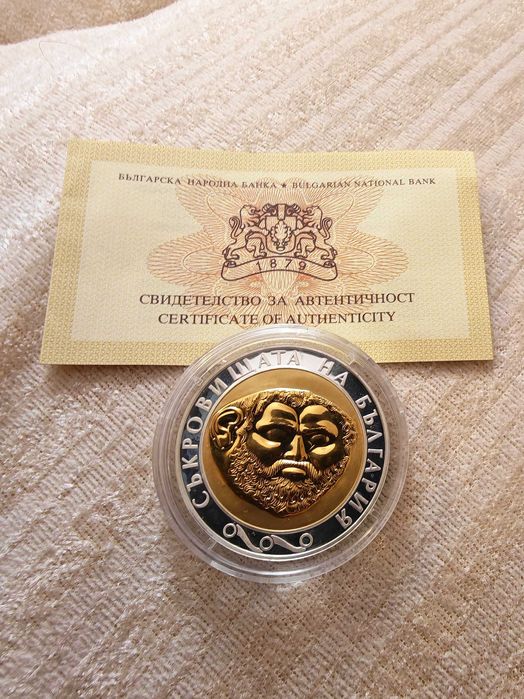 БЪЛГАРСКА НАРОДНА БАНКА ★ BULGARIAN NATIONAL BANK
1879
СВИДЕТЕЛСТВО ЗА АВТЕНТИЧНОСТ
CERTIFICATE OF AUTHENTICITY
СЪКРОВИЩАТА НА БЪЛГАРИЯ